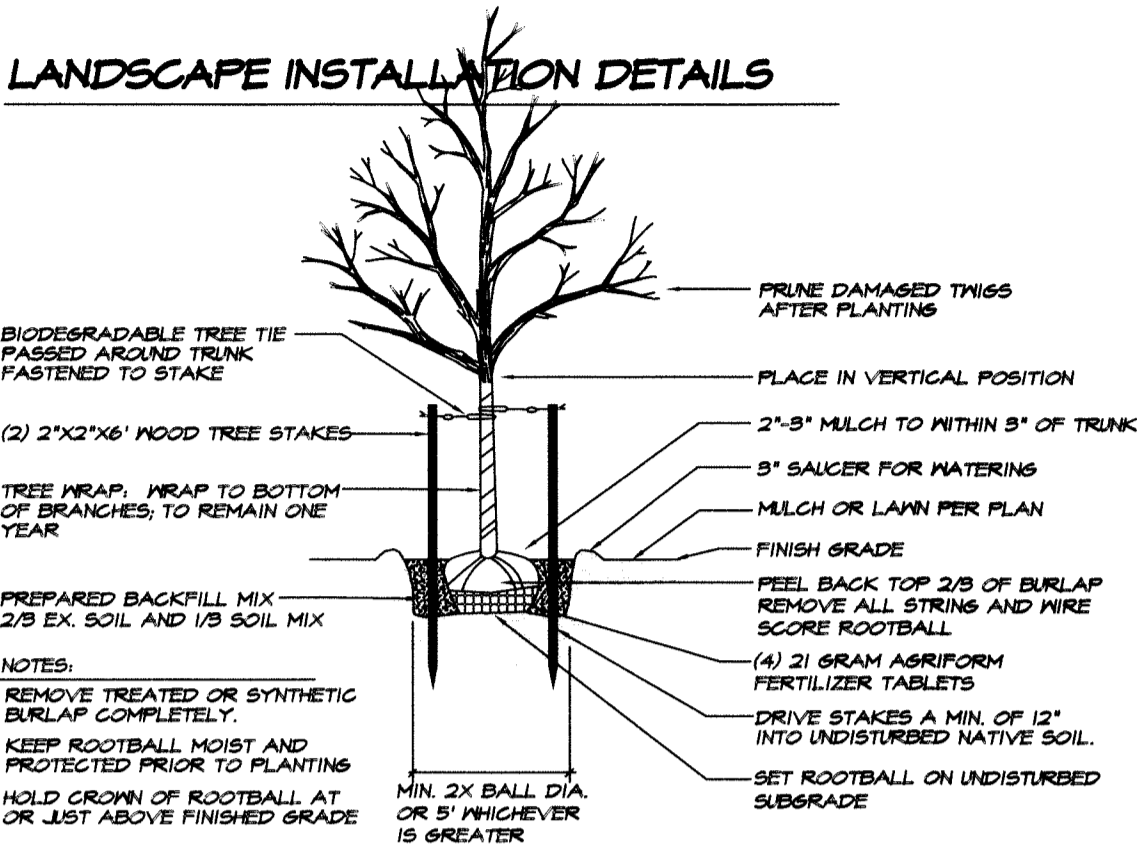 LANDSCAPE INSTALLATION DETAILS
BIODEGRADABLE TREE TIE
PASSED AROUND TRUNK
FASTENED TO STAKE
(2) 2"X2"X6' WOOD TREE STAKES
TREE WRAP: WRAP TO BOTTOM
OF BRANCHES; TO REMAIN ONE
YEAR
PREPARED BACKFILL MIX
2/3 EX. SOIL AND 1/3 SOIL MIX
NOTES:
REMOVE TREATED OR SYNTHETIC
BURLAP COMPLETELY.
KEEP ROOTBALL MOIST AND
PROTECTED PRIOR TO PLANTING
HOLD CROWN OF ROOTBALL AT
OR JUST ABOVE FINISHED GRADE
MIN. 2X BALL DIA.
OR 5' WHICHEVER
IS GREATER
PRUNE DAMAGED TWIGS
AFTER PLANTING
PLACE IN VERTICAL POSITION
2"-3" MULCH TO WITHIN 3" OF TRUNK
3" SAUCER FOR WATERING
MULCH OR LAWN PER PLAN
FINISH GRADE
PEEL BACK TOP 2/3 OF BURLAP
REMOVE ALL STRING AND WIRE
SCORE ROOTBALL
(4) 21 GRAM AGRIFORM
FERTILIZER TABLETS
DRIVE STAKES A MIN. OF 12"
INTO UNDISTURBED NATIVE SOIL.
SET ROOTBALL ON UNDISTURBED
SUBGRADE